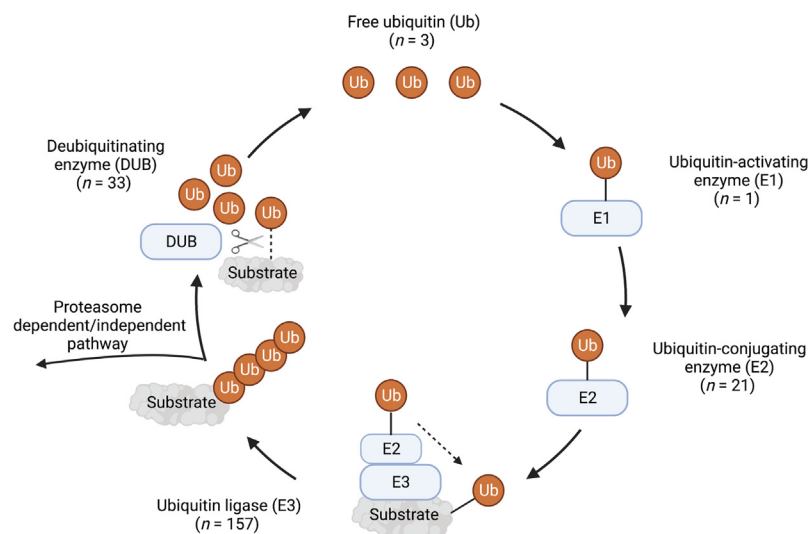 Free ubiquitin (Ub)
(n = 3)
Ub Ub Ub
Ub
E1
Ubiquitin-activating
enzyme (E1)
(n = 1)
Ub
E2
Ubiquitin-conjugating
enzyme (E2)
(n = 21)
Ub
E2
E3
Substrate
Ub
Ubiquitin ligase (E3)
(n = 157)
Substrate
Ub
Ub
Ub
Ub
Proteasome
dependent/independent
pathway
Deubiquitinating
enzyme (DUB)
(n = 33)
Ub
Ub
Ub
Ub
DUB
Substrate